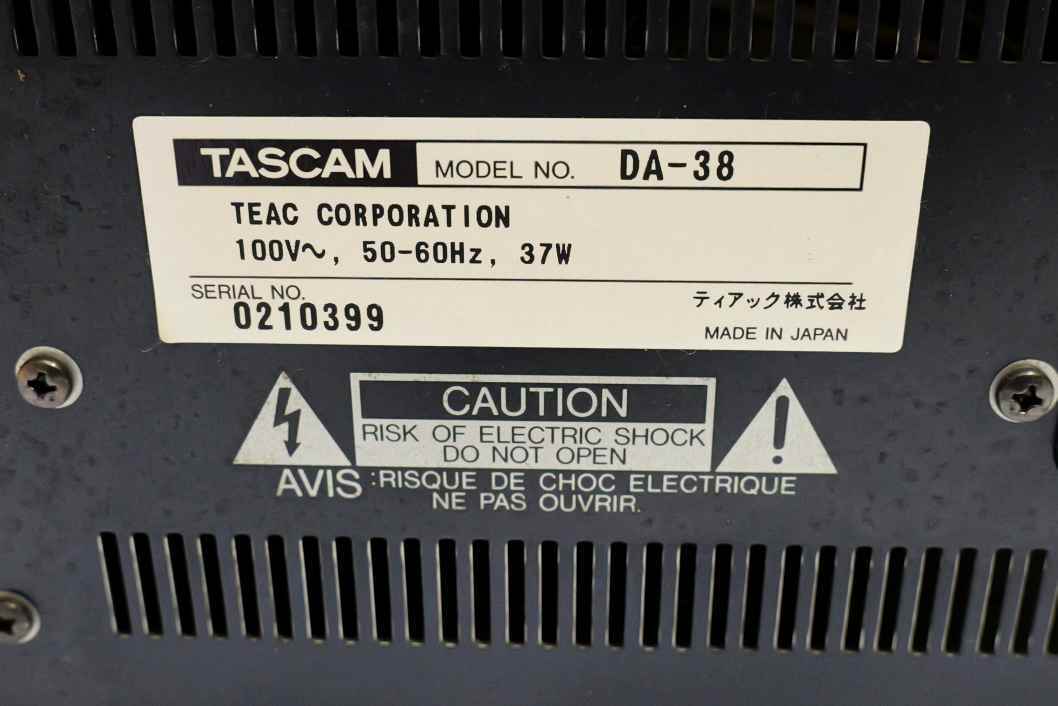 TASCAM MODEL NO. DA-38
TEAC CORPORATION
100V~, 50-60Hz, 37W
SERIAL NO.
0210399
ティアック株式会社
MADE IN JAPAN
CAUTION
RISK OF ELECTRIC SHOCK
DO NOT OPEN
AVIS :RISQUE DE CHOC ELECTRIQUE
NE PAS OUVRIR.